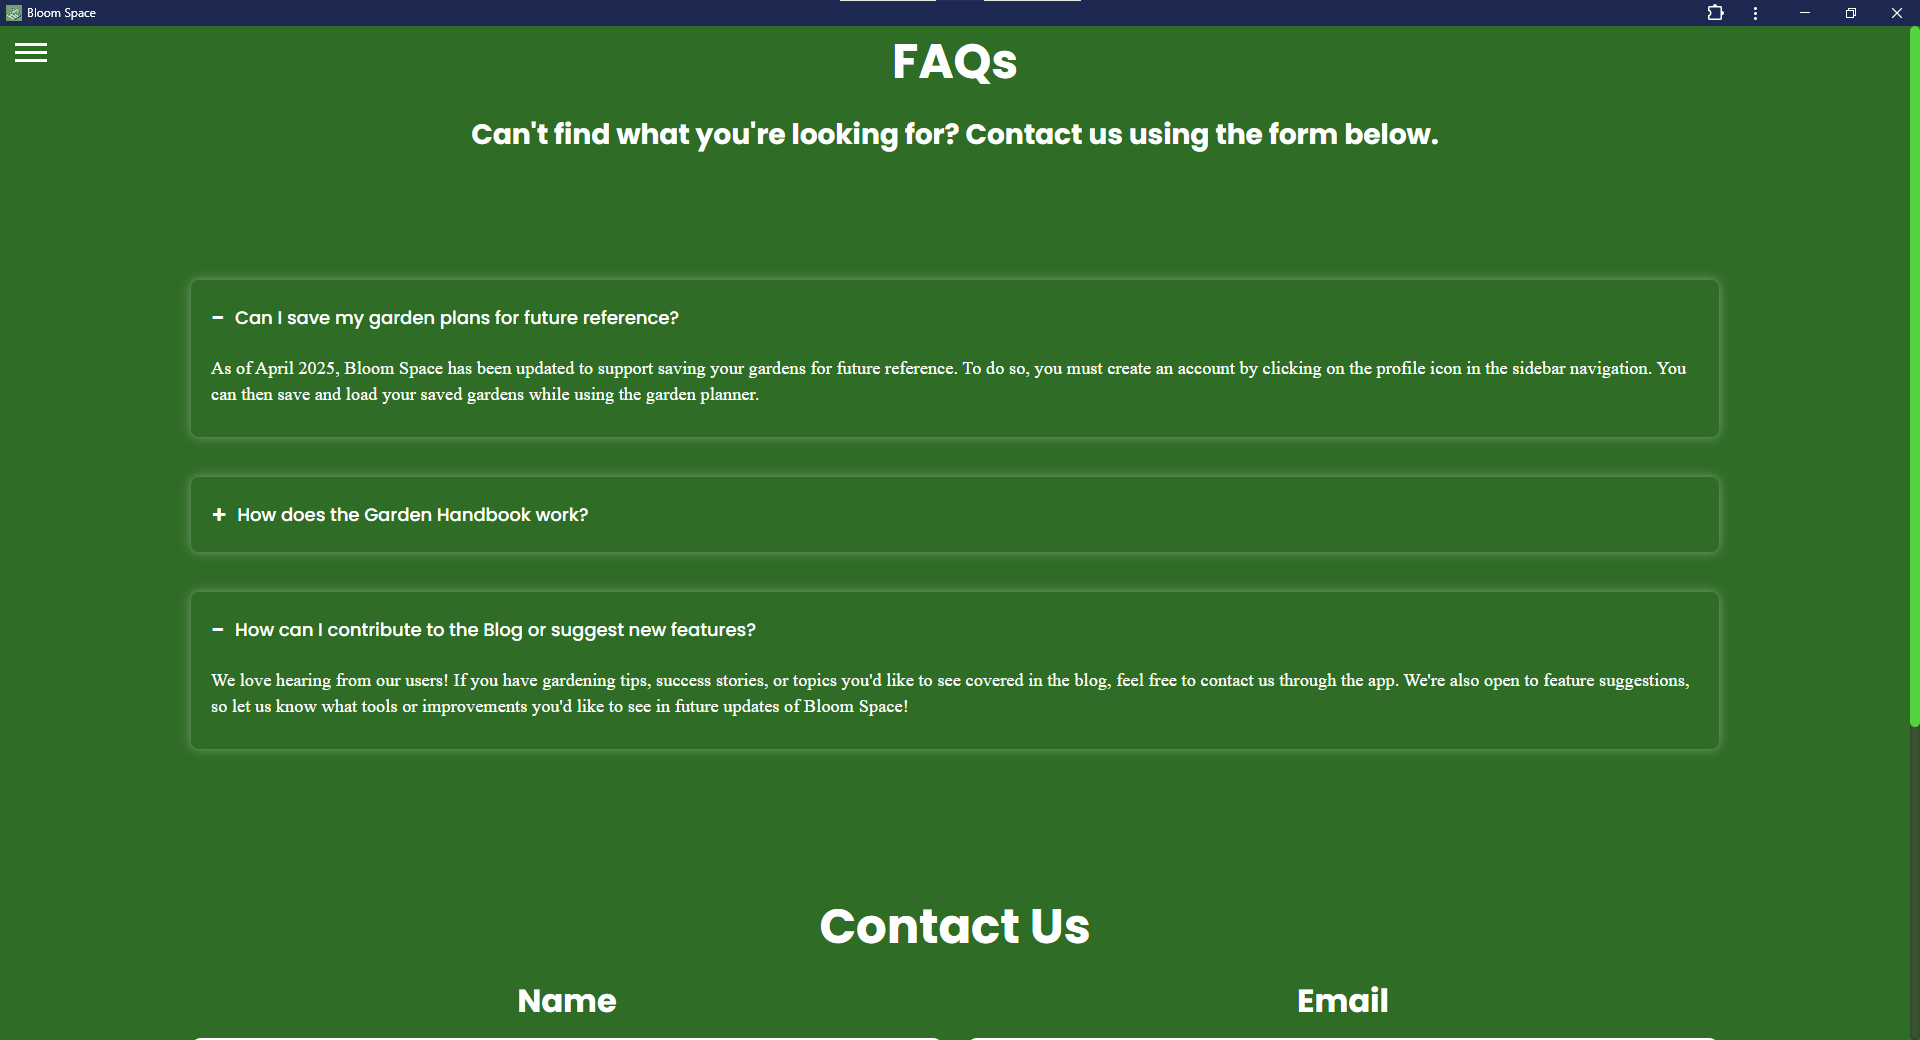 Bloom Space
FAQs
Can't find what you're looking for? Contact us using the form below.
− Can I save my garden plans for future reference?
As of April 2025, Bloom Space has been updated to support saving your gardens for future reference. To do so, you must create an account by clicking on the profile icon in the sidebar navigation. You
can then save and load your saved gardens while using the garden planner.
+ How does the Garden Handbook work?
− How can I contribute to the Blog or suggest new features?
We love hearing from our users! If you have gardening tips, success stories, or topics you'd like to see covered in the blog, feel free to contact us through the app. We're also open to feature suggestions,
so let us know what tools or improvements you'd like to see in future updates of Bloom Space!
Contact Us
Name
Email